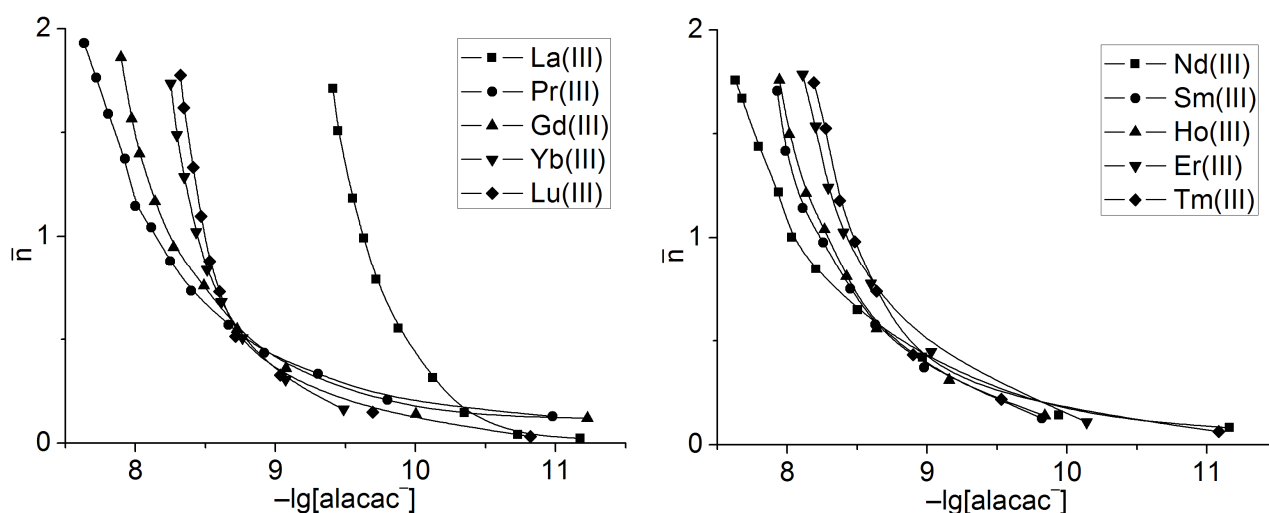 2
1
0
n̄
8
9
10
11
–lg[alacac⁻]
La(III)
Pr(III)
Gd(III)
Yb(III)
Lu(III)
2
1
0
n̄
8
9
10
11
–lg[alacac⁻]
Nd(III)
Sm(III)
Ho(III)
Er(III)
Tm(III)